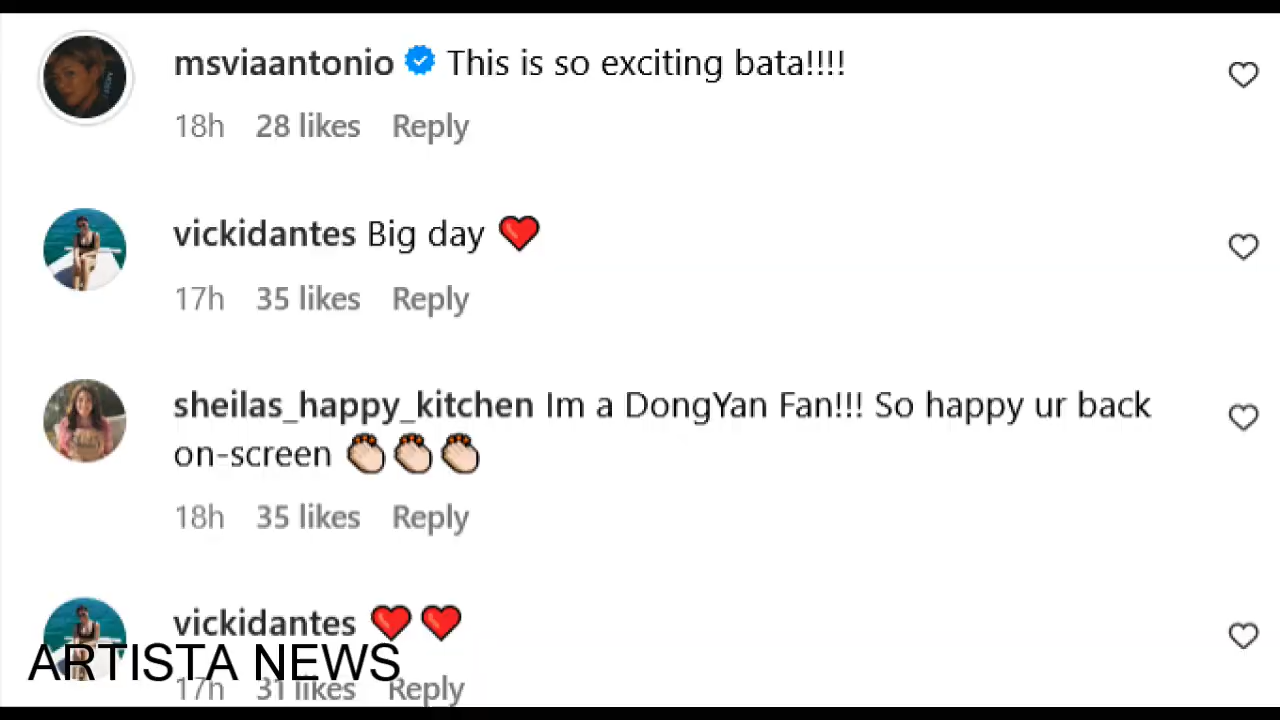 msviaantonio This is so exciting bata!!!!
18h 28 likes Reply
vickidantes Big day ❤️
17h 35 likes Reply
sheilas_happy_kitchen Im a DongYan Fan!!! So happy ur back
on-screen 👏🏻👏🏻👏🏻
18h 35 likes Reply
vickidantes ❤️❤️
ARTISTA NEWS
17h 31 likes Reply